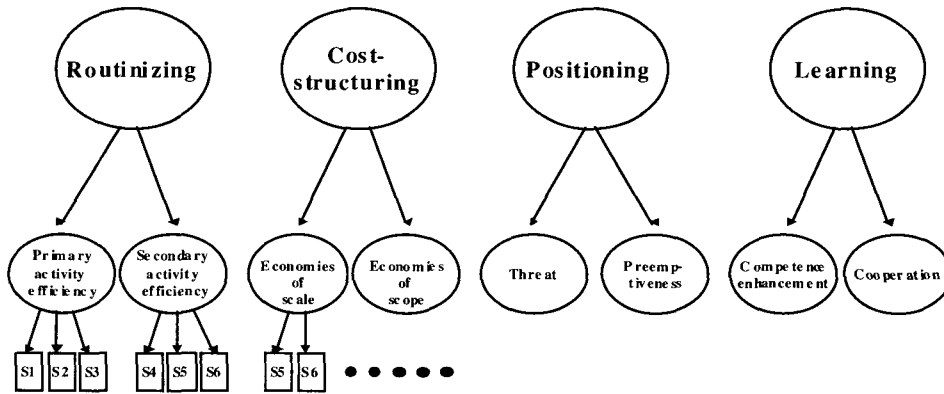 Routinizing
Cost-
structuring
Positioning
Learning
Primary
activity
efficiency
Secondary
activity
efficiency
Economies
of
scale
Economies
of
scope
Threat
Preemp-
tiveness
Competence
enhancement
Cooperation
S1
S2
S3
S4
S5
S6
S5
S6